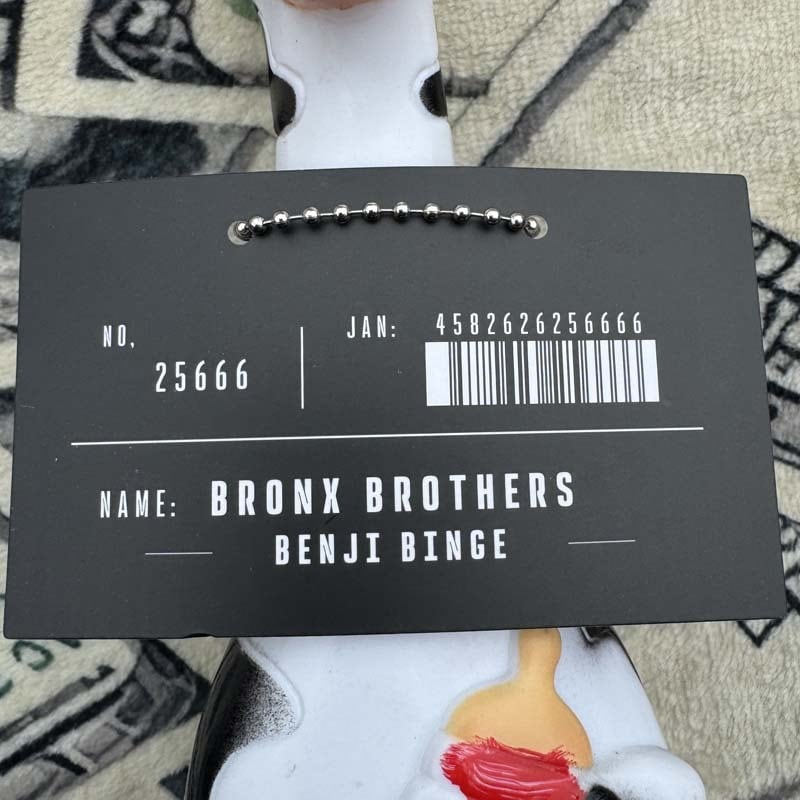 NO,
25666
JAN: 4582626256666
NAME: BRONX BROTHERS
BENJI BINGE